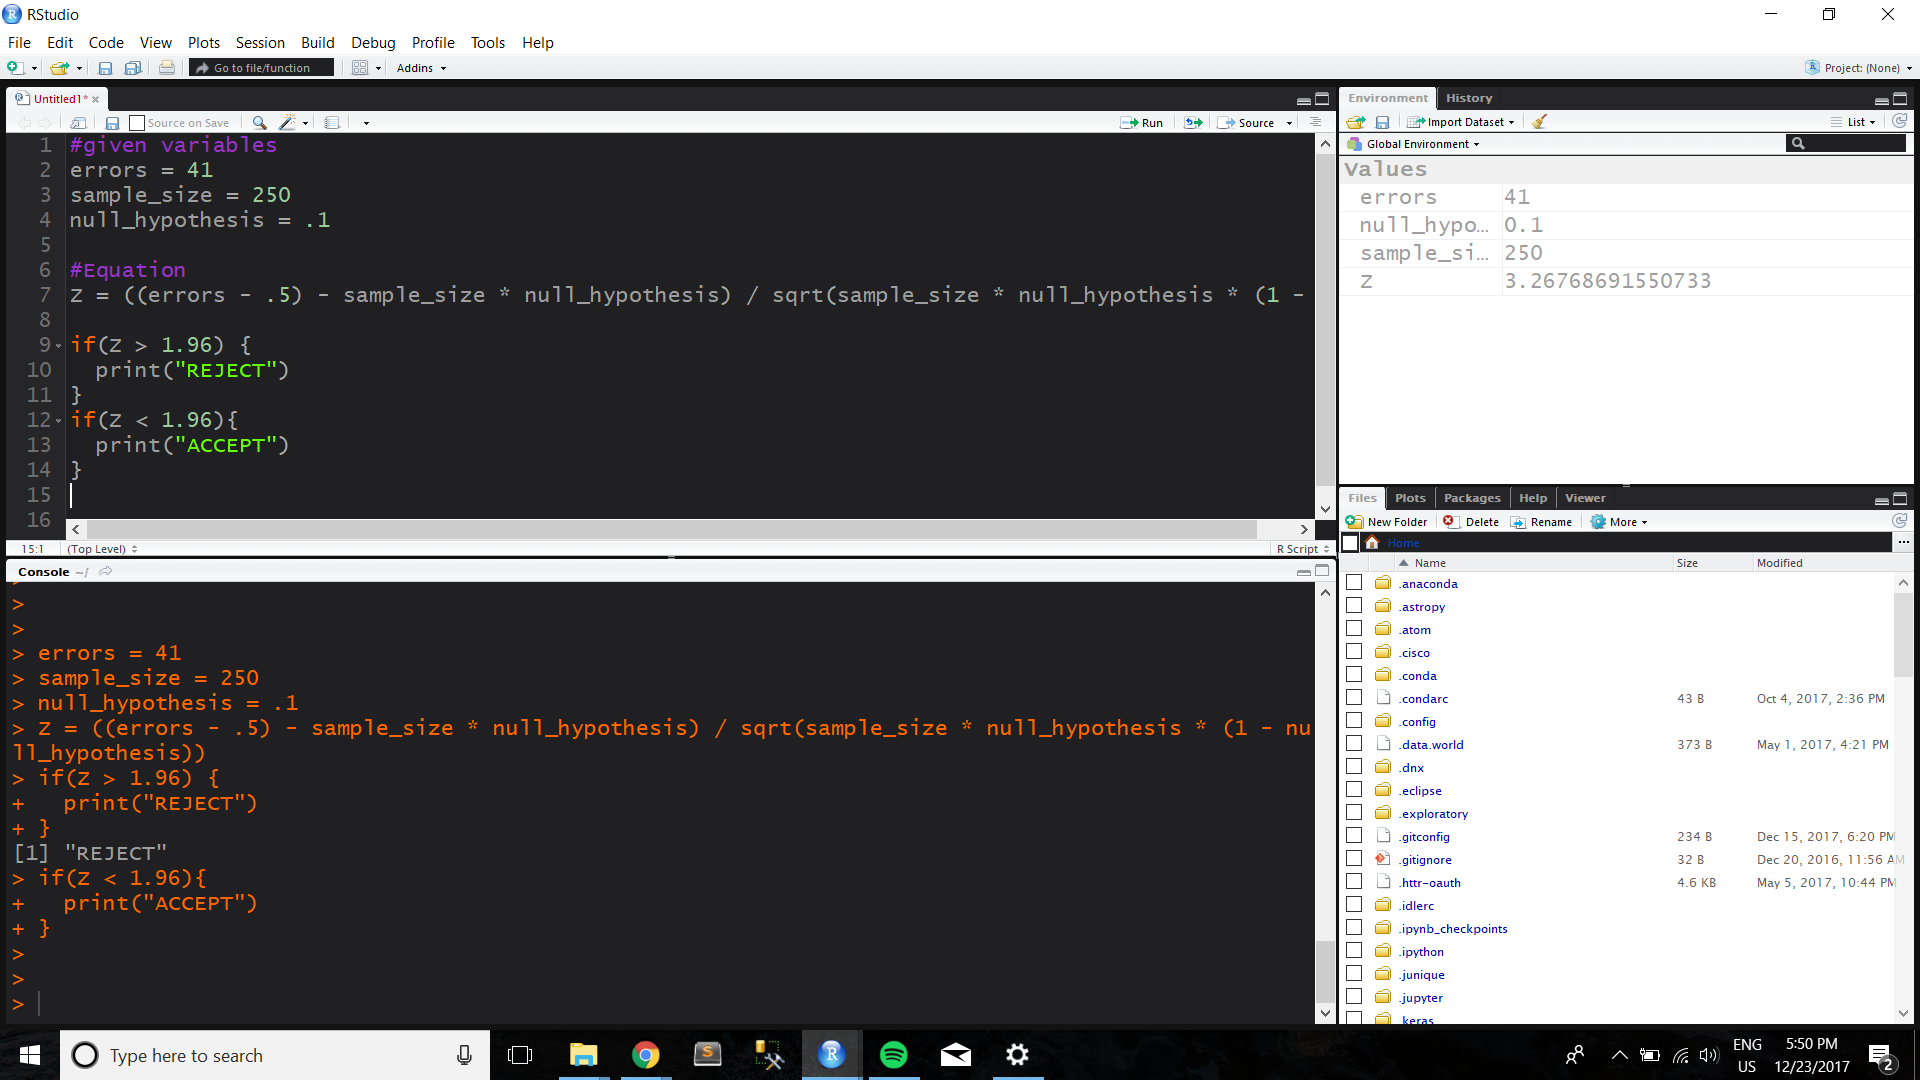 RStudio
File Edit Code View Plots Session Build Debug Profile Tools Help
Go to file/function Addins Project: (None)
Untitled1*
Source on Save Run Source
1 #given variables
2 errors = 41
3 sample_size = 250
4 null_hypothesis = .1
5
6 #Equation
7 Z = ((errors - .5) - sample_size * null_hypothesis) / sqrt(sample_size * null_hypothesis * (1 -
8
9 if(Z > 1.96) {
10 print("REJECT")
11 }
12 if(Z < 1.96){
13 print("ACCEPT")
14 }
15
16
15:1 (Top Level) R Script
Console ~/
>
>
>
> errors = 41
> sample_size = 250
> null_hypothesis = .1
> Z = ((errors - .5) - sample_size * null_hypothesis) / sqrt(sample_size * null_hypothesis * (1 - nu
ll_hypothesis))
> if(Z > 1.96) {
+ print("REJECT")
+ }
[1] "REJECT"
> if(Z < 1.96){
+ print("ACCEPT")
+ }
>
>
>
Environment History
Import Dataset List
Global Environment
Values
errors 41
null_hypo... 0.1
sample_si... 250
Z 3.26768691550733
Files Plots Packages Help Viewer
New Folder Delete Rename More
Home ...
Name Size Modified
.anaconda
.astropy
.atom
.cisco
.conda
.condarc 43 B Oct 4, 2017, 2:36 PM
.config
.data.world 373 B May 1, 2017, 4:21 PM
.dnx
.eclipse
.exploratory
.gitconfig 234 B Dec 15, 2017, 6:20 PM
.gitignore 32 B Dec 20, 2016, 11:56 AM
.httr-oauth 4.6 KB May 5, 2017, 10:44 PM
.idlerc
.ipynb_checkpoints
.ipython
.junique
.jupyter
.keras
Type here to search
ENG
US
5:50 PM
12/23/2017
2